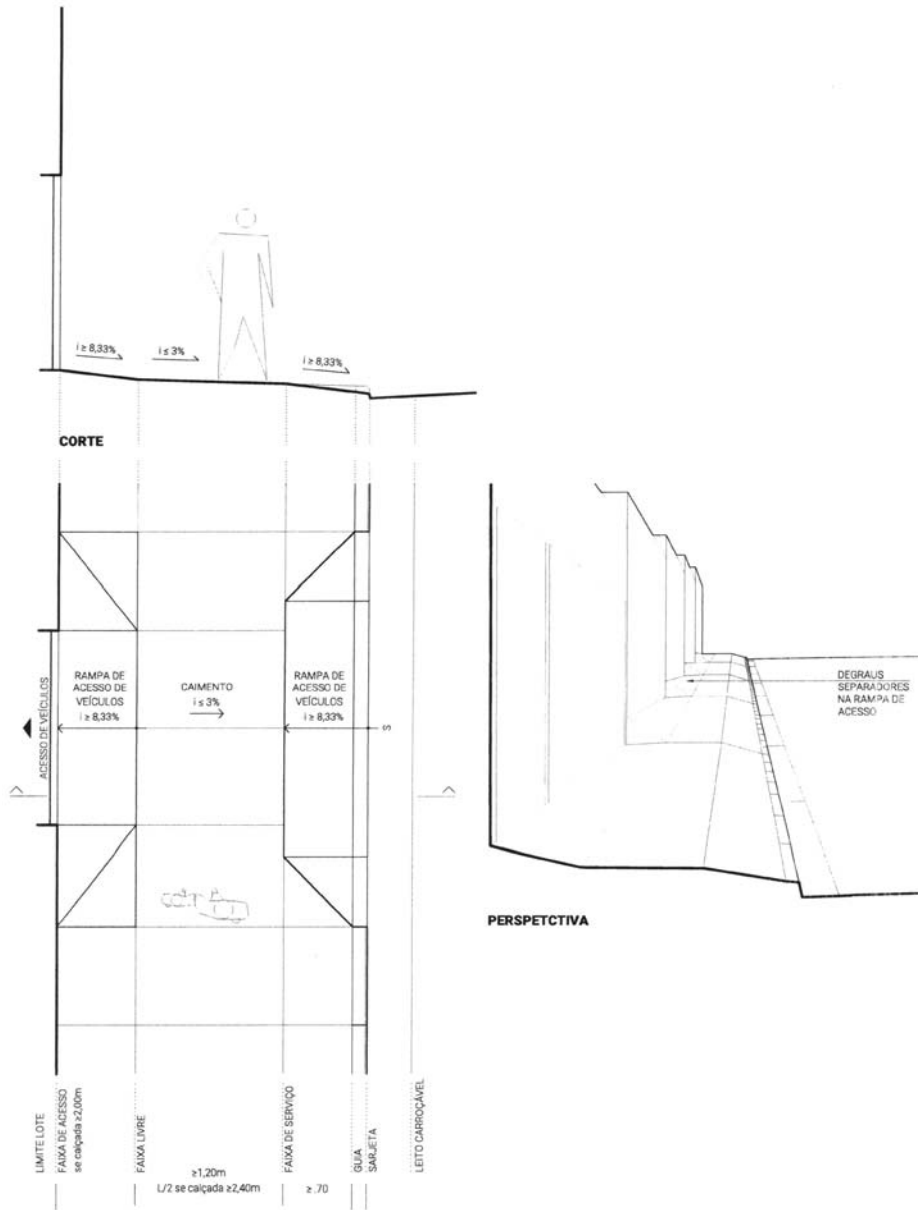 i ≥ 8,33%
i ≤ 3%
i ≥ 8,33%
CORTE
RAMPA DE
ACESSO DE
VEÍCULOS
i ≥ 8,33%
CAIMENTO
i ≤ 3%
RAMPA DE
ACESSO DE
VEÍCULOS
i ≥ 8,33%
S
ACESSO DE VEÍCULOS
DEGRAUS
SEPARADORES
NA RAMPA DE
ACESSO
PERSPETCTIVA
LIMITE LOTE
FAIXA DE ACESSO
se calçada ≥2,00m
FAIXA LIVRE
≥1,20m
L/2 se calçada ≥2,40m
FAIXA DE SERVIÇO
≥ .70
GUIA
SARJETA
LEITO CARROÇÁVEL